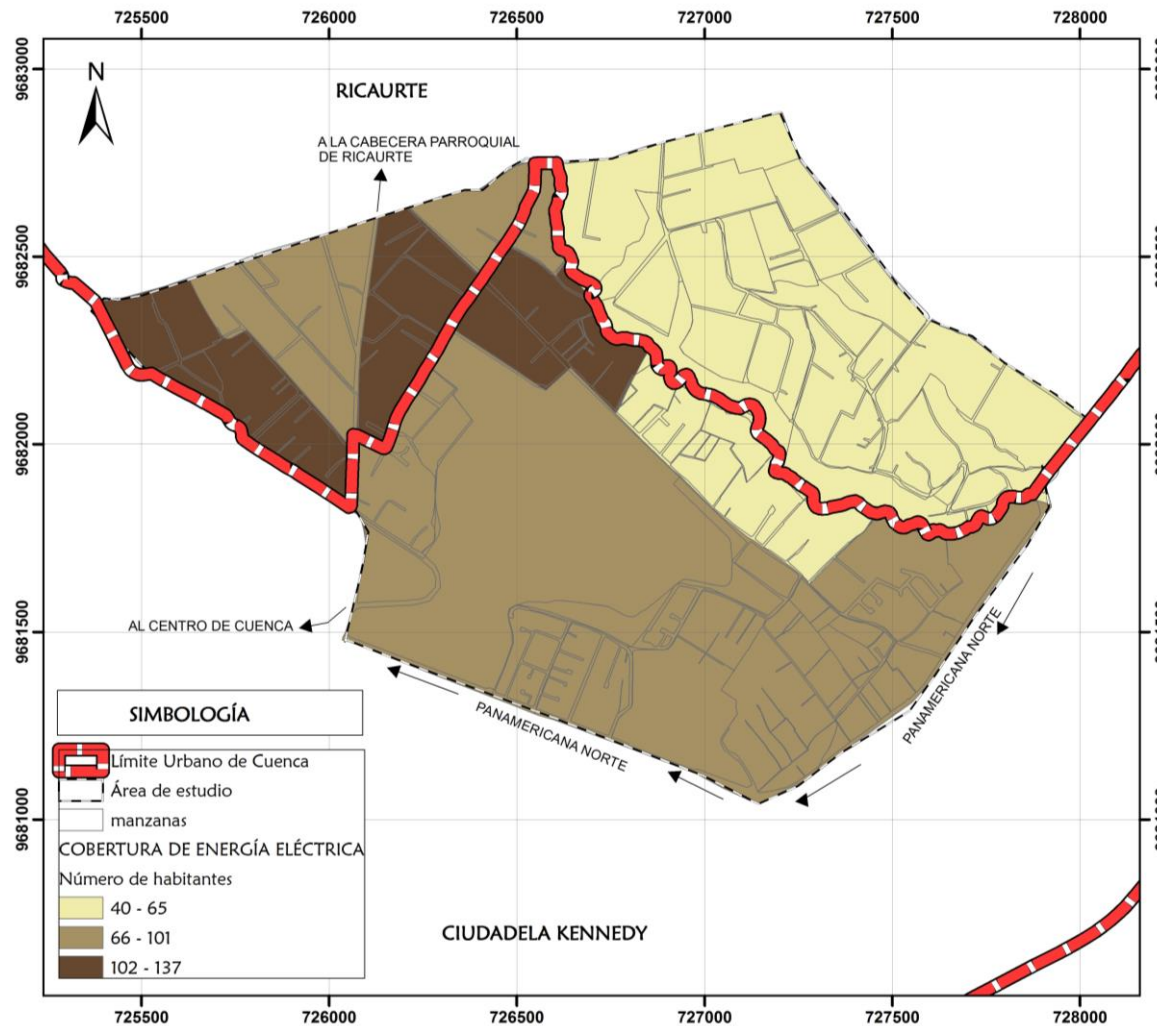 725500 726000 726500 727000 727500 728000
9683000
9682500
9682000
9681500
9681000
N
RICAURTE
A LA CABECERA PARROQUIAL
DE RICAURTE
AL CENTRO DE CUENCA
PANAMERICANA NORTE
PANAMERICANA NORTE
SIMBOLOGÍA
Límite Urbano de Cuenca
Área de estudio
manzanas
COBERTURA DE ENERGÍA ELÉCTRICA
Número de habitantes
40 - 65
66 - 101
102 - 137
CIUDADELA KENNEDY
725500 726000 726500 727000 727500 728000